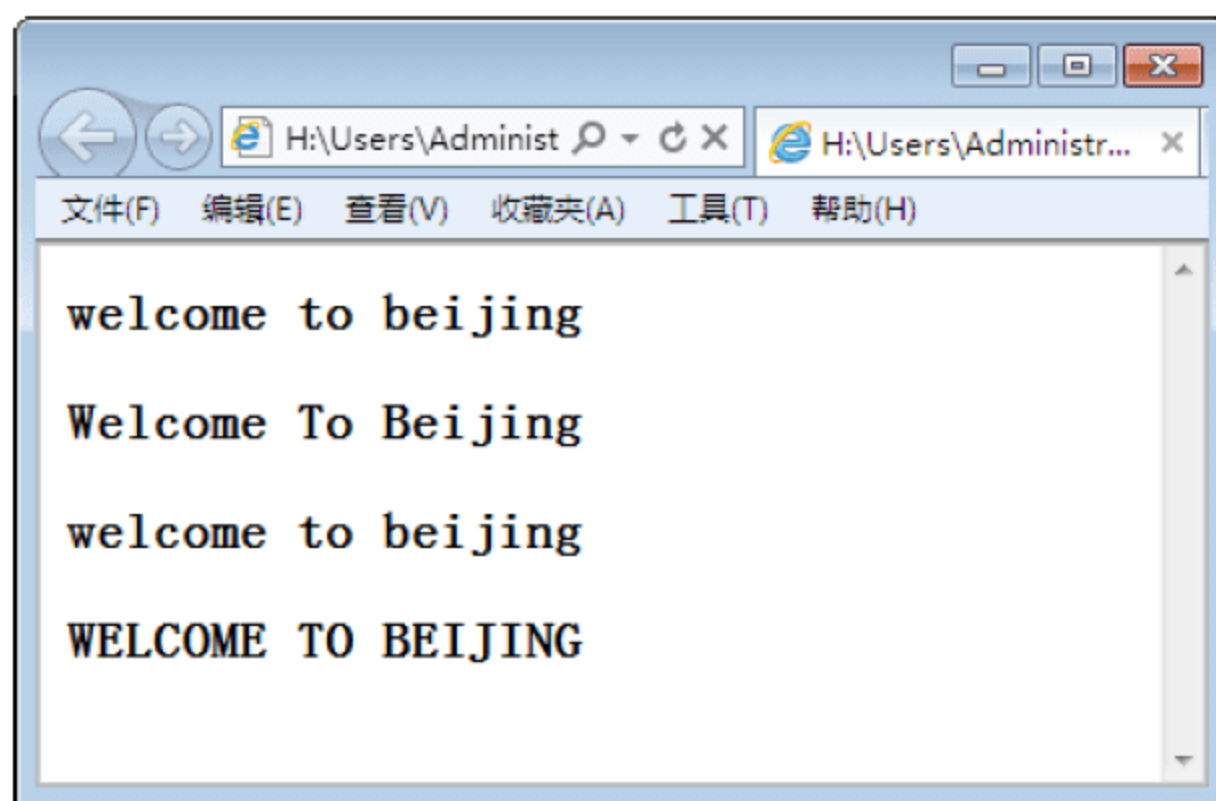 H:\Users\Administ
H:\Users\Administr...
文件(F) 编辑(E) 查看(V) 收藏夹(A) 工具(T) 帮助(H)
welcome to beijing
Welcome To Beijing
welcome to beijing
WELCOME TO BEIJING